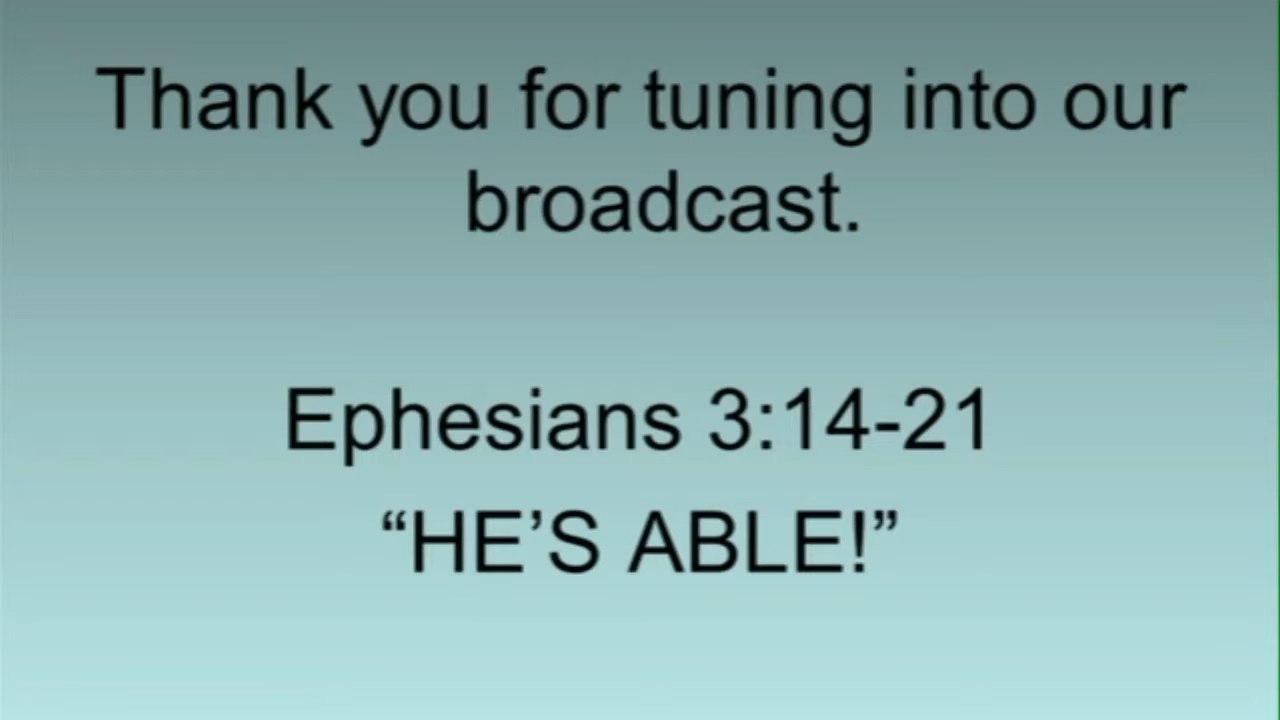 Thank you for tuning into our
broadcast.
Ephesians 3:14-21
“HE’S ABLE!”